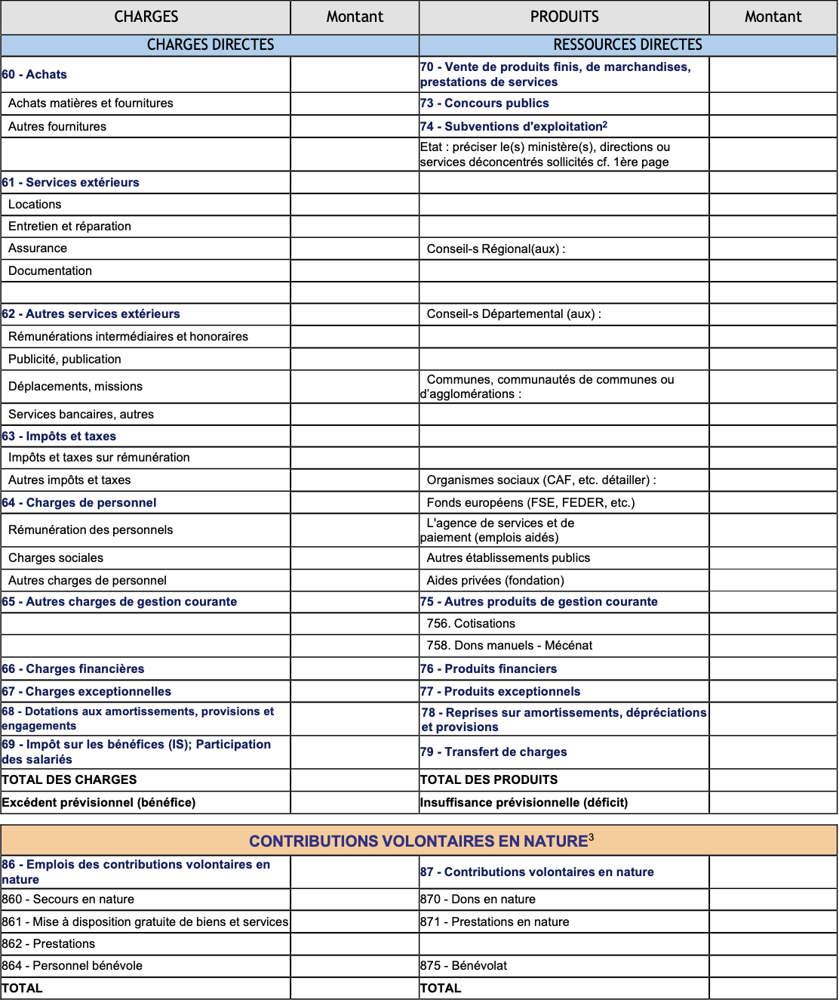 CHARGES Montant PRODUITS Montant
CHARGES DIRECTES RESSOURCES DIRECTES
60 - Achats
70 - Vente de produits finis, de marchandises,
prestations de services
Achats matières et fournitures
73 - Concours publics
Autres fournitures
74 - Subventions d'exploitation2
Etat : préciser le(s) ministère(s), directions ou
services déconcentrés sollicités cf. 1ère page
61 - Services extérieurs
Locations
Entretien et réparation
Assurance
Conseil-s Régional(aux) :
Documentation
62 - Autres services extérieurs
Conseil-s Départemental (aux) :
Rémunérations intermédiaires et honoraires
Publicité, publication
Déplacements, missions
Communes, communautés de communes ou
d'agglomérations :
Services bancaires, autres
63 - Impôts et taxes
Impôts et taxes sur rémunération
Autres impôts et taxes
Organismes sociaux (CAF, etc. détailler) :
64 - Charges de personnel
Fonds européens (FSE, FEDER, etc.)
Rémunération des personnels
L'agence de services et de
paiement (emplois aidés)
Charges sociales
Autres établissements publics
Autres charges de personnel
Aides privées (fondation)
65 - Autres charges de gestion courante
75 - Autres produits de gestion courante
756. Cotisations
758. Dons manuels - Mécénat
66 - Charges financières
76 - Produits financiers
67 - Charges exceptionnelles
77 - Produits exceptionnels
68 - Dotations aux amortissements, provisions et
engagements
78 - Reprises sur amortissements, dépréciations
et provisions
69 - Impôt sur les bénéfices (IS); Participation
des salariés
79 - Transfert de charges
TOTAL DES CHARGES
TOTAL DES PRODUITS
Excédent prévisionnel (bénéfice)
Insuffisance prévisionnelle (déficit)
CONTRIBUTIONS VOLONTAIRES EN NATURE3
86 - Emplois des contributions volontaires en
nature
87 - Contributions volontaires en nature
860 - Secours en nature
870 - Dons en nature
861 - Mise à disposition gratuite de biens et services
871 - Prestations en nature
862 - Prestations
864 - Personnel bénévole
875 - Bénévolat
TOTAL
TOTAL